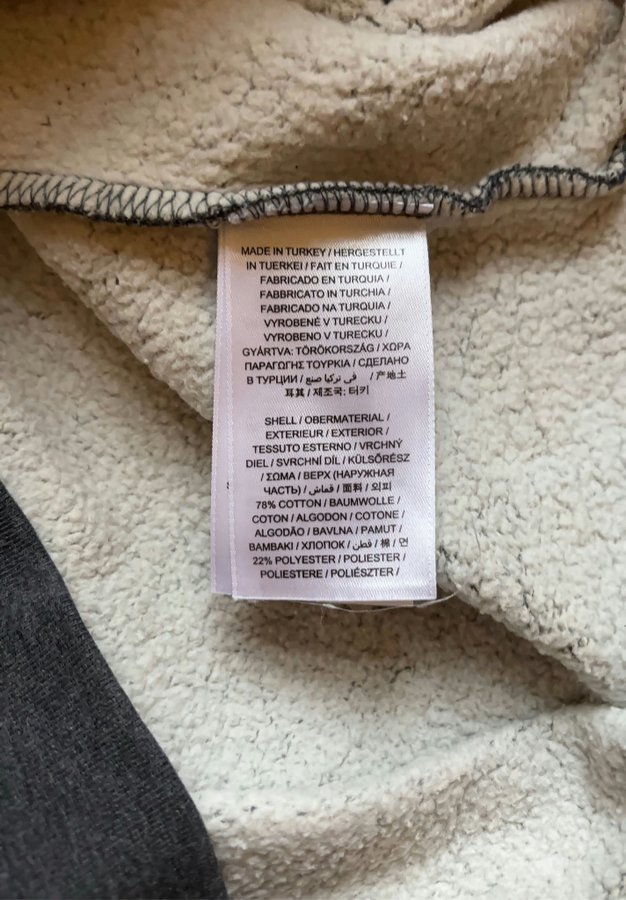 MADE IN TURKEY / HERGESTELLT
IN TUERKEI / FAIT EN TURQUIE /
FABRICADO EN TURQUIA /
FABBRICATO IN TURCHIA /
FABRICADO NA TURQUIA /
VYROBENÉ V TURECKU /
VYROBENO V TURECKU /
GYÁRTVA: TÖRÖKORSZÁG / ΧΩΡΑ
ΠΑΡΑΓΩΓΗΣ ΤΟΥΡΚΙΑ / СДЕЛАНО
В ТУРЦИИ / في تركيا صنع / 产地土
耳其 / 제조국: 터키
SHELL / OBERMATERIAL /
EXTERIEUR / EXTERIOR /
TESSUTO ESTERNO / VRCHNÝ
DIEL / SVRCHNÍ DÍL / KÜLSŐRÉSZ
/ ΣΩΜΑ / ВЕРХ (НАРУЖНАЯ
ЧАСТЬ) / قماش / 面料 / 외피
78% COTTON / BAUMWOLLE /
COTON / ALGODON / COTONE /
ALGODÃO / BAVLNA / PAMUT /
BAMBAKI / ХЛОПОК / قطن / 棉 / 면
22% POLYESTER / POLIESTER /
POLIESTERE / POLIÉSZTER /